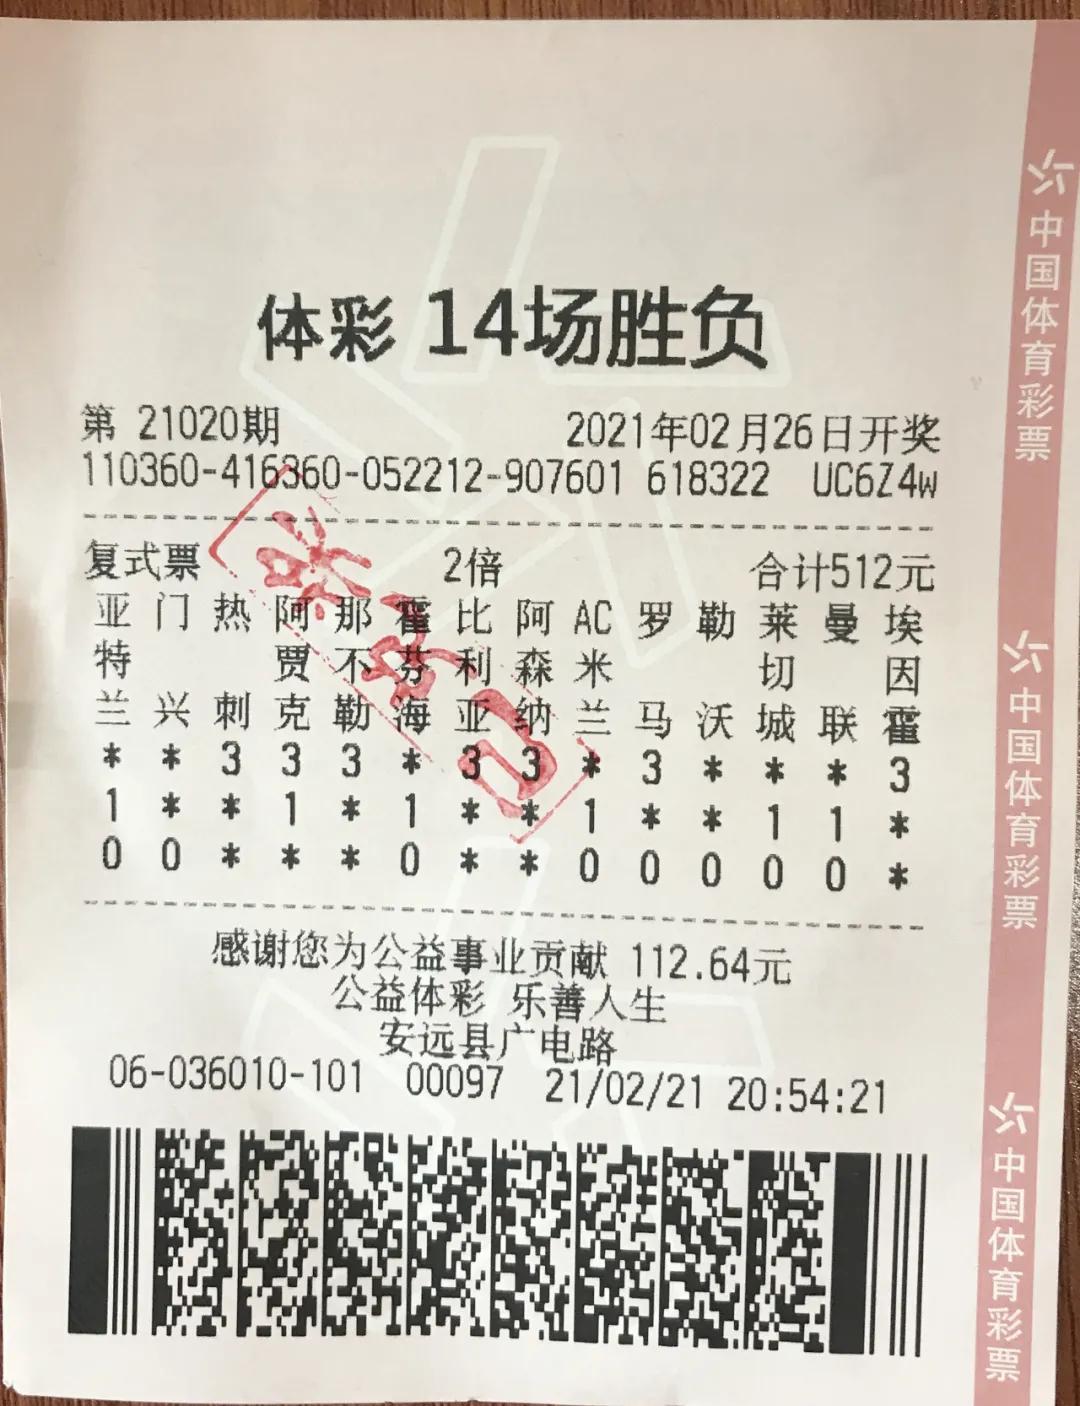 体彩 14场胜负
第 21020期 2021年02月26日开奖
110360-416360-052212-907601 618322 UC6Z4W
复式票 2倍 合计512元
亚特兰 门兴 热刺 阿贾克 那不勒 霍芬海 比利亚 阿森纳 AC米兰 罗马 勒沃 莱切城 曼联 埃因霍
* * 3 3 3 * 3 3 * 3 * * * 3
1 * * 1 * 1 * * 1 * * 1 1 *
0 0 * * * 0 * * 0 0 0 0 0 *
感谢您为公益事业贡献 112.64元
公益体彩 乐善人生
安远县广电路
06-036010-101 00097 21/02/21 20:54:21
中国体育彩票
中国体育彩票
中国体育彩票